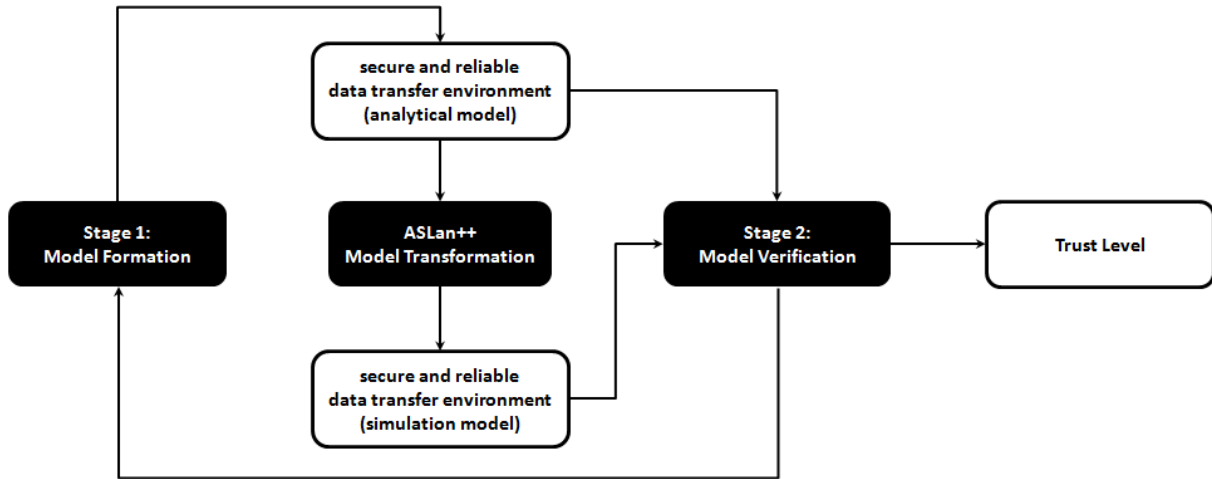 secure and reliable
data transfer environment
(analytical model)
Stage 1:
Model Formation
ASLan++
Model Transformation
Stage 2:
Model Verification
Trust Level
secure and reliable
data transfer environment
(simulation model)